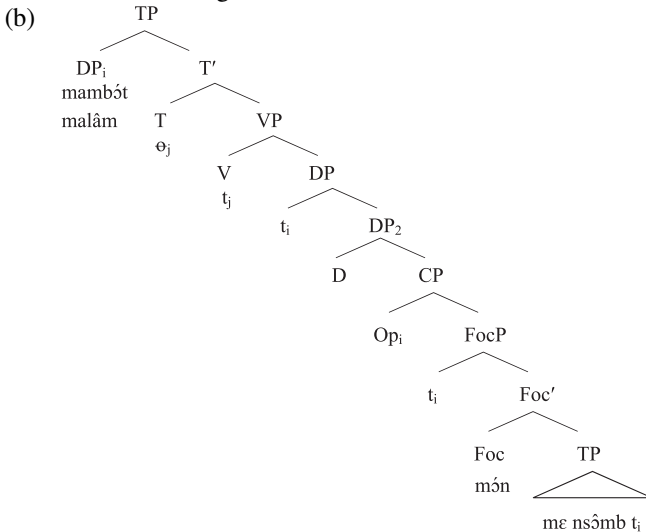 (b)
TP
DPᵢ T′
mambɔ́t
malâm T VP
ɵⱼ
V DP
tⱼ
tᵢ DP₂
D CP
Opᵢ FocP
tᵢ Foc′
Foc TP
mɔ́n
mɛ nsɔ̂mb tᵢ